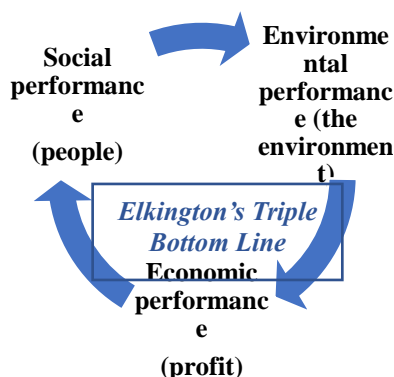 Social
performanc
e
(people)
Environme
ntal
performanc
e (the
environmen
t)
Elkington's Triple
Bottom Line
Economic
performanc
e
(profit)